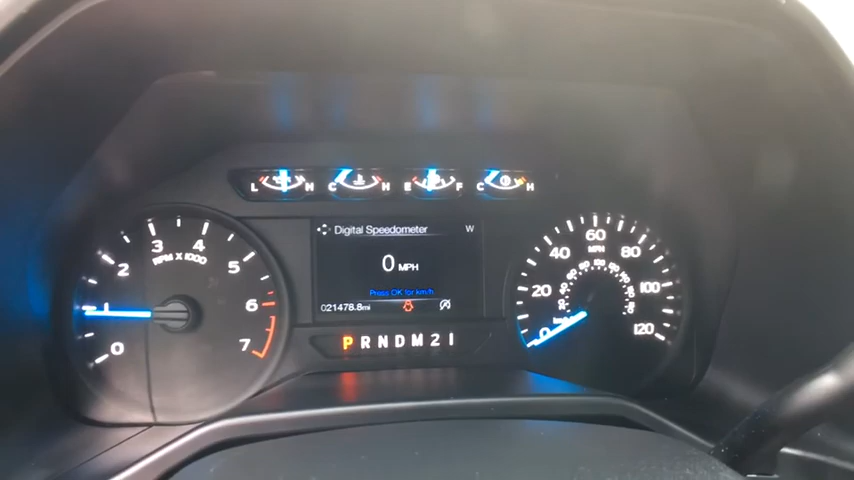 L N C H E F C H
Digital Speedometer W
0 MPH
Press OK for km/h
021478.8mi
P R N D M 2 1
0 1 2 3 4 5 6 7
RPM X 1000
0 20 40 60 80 100 120
MPH